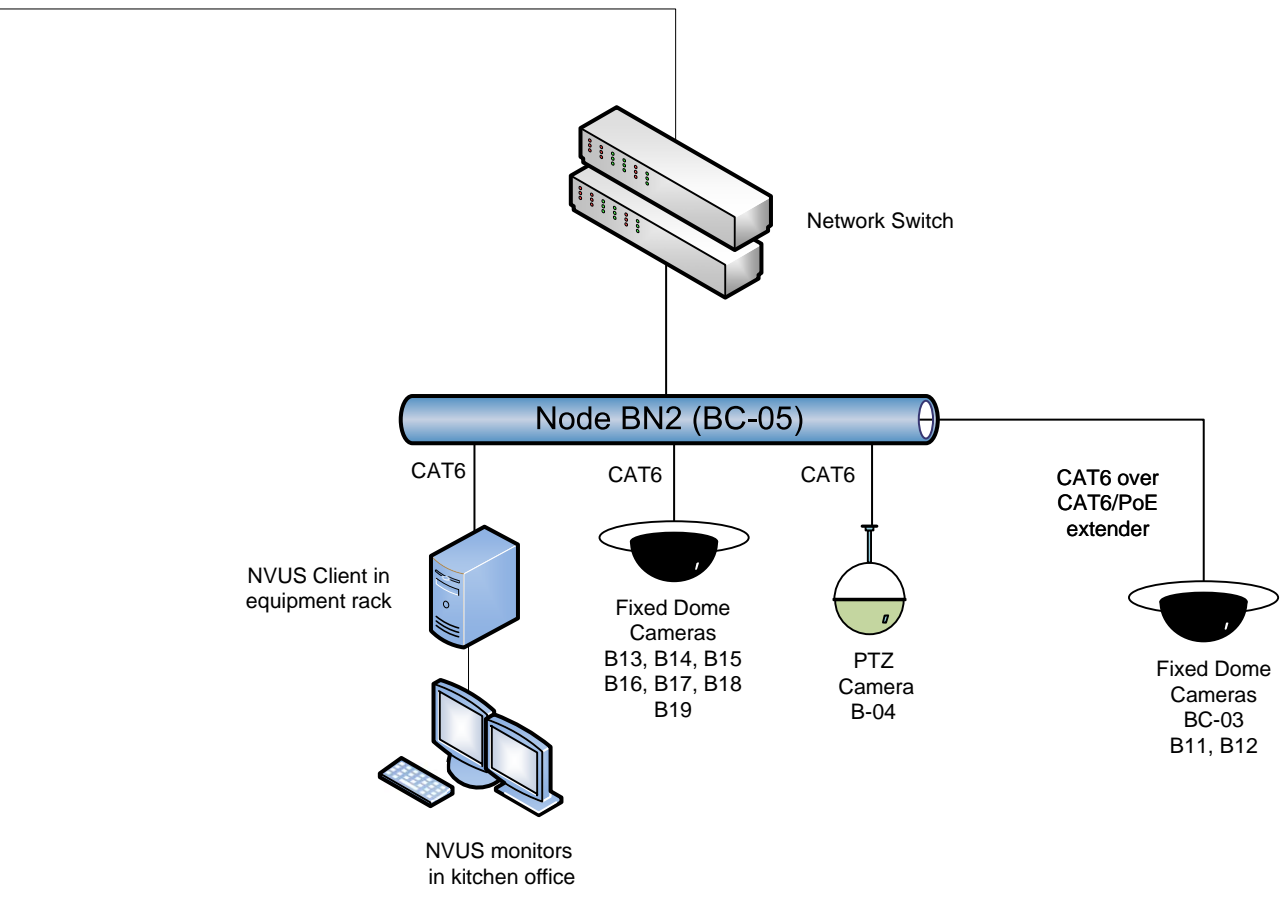 Network Switch
Node BN2 (BC-05)
CAT6
CAT6
CAT6
CAT6 over
CAT6/PoE
extender
NVUS Client in
equipment rack
Fixed Dome
Cameras
B13, B14, B15
B16, B17, B18
B19
PTZ
Camera
B-04
Fixed Dome
Cameras
BC-03
B11, B12
NVUS monitors
in kitchen office